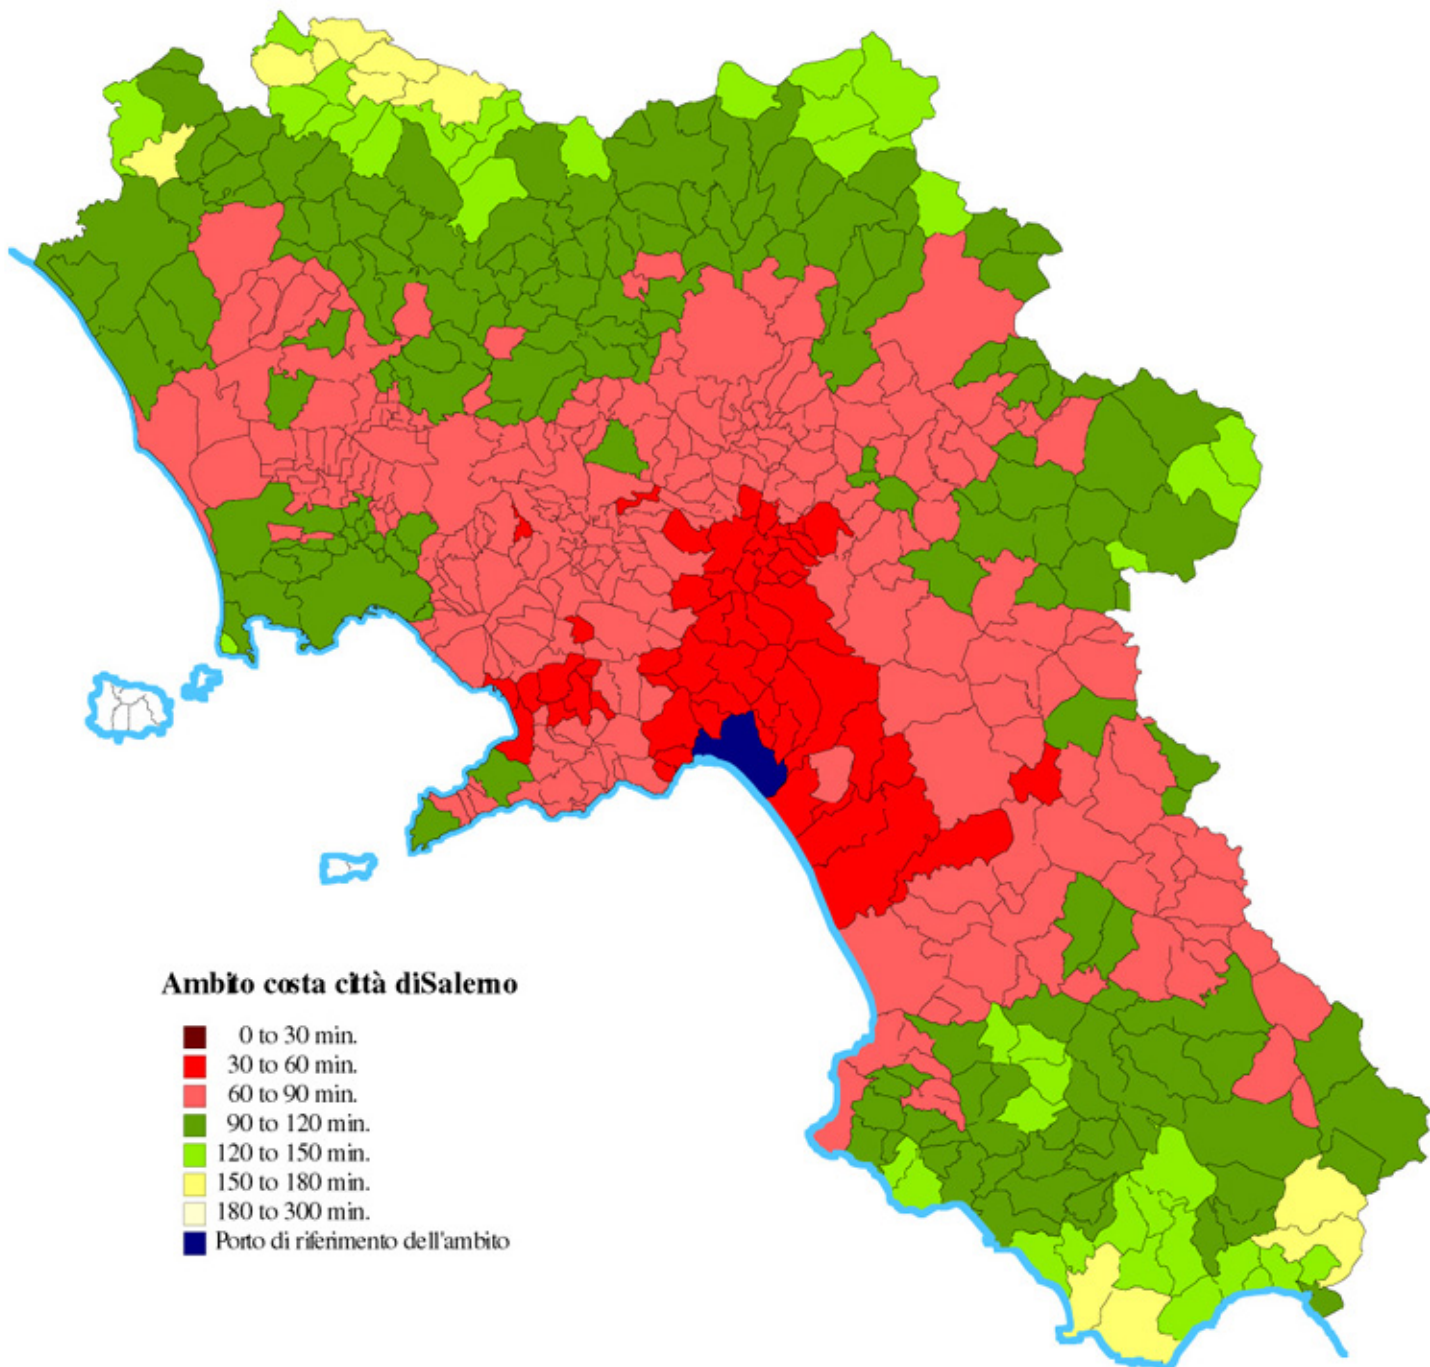 Ambito costa città diSalerno
0 to 30 min.
30 to 60 min.
60 to 90 min.
90 to 120 min.
120 to 150 min.
150 to 180 min.
180 to 300 min.
Porto di riferimento dell'ambito